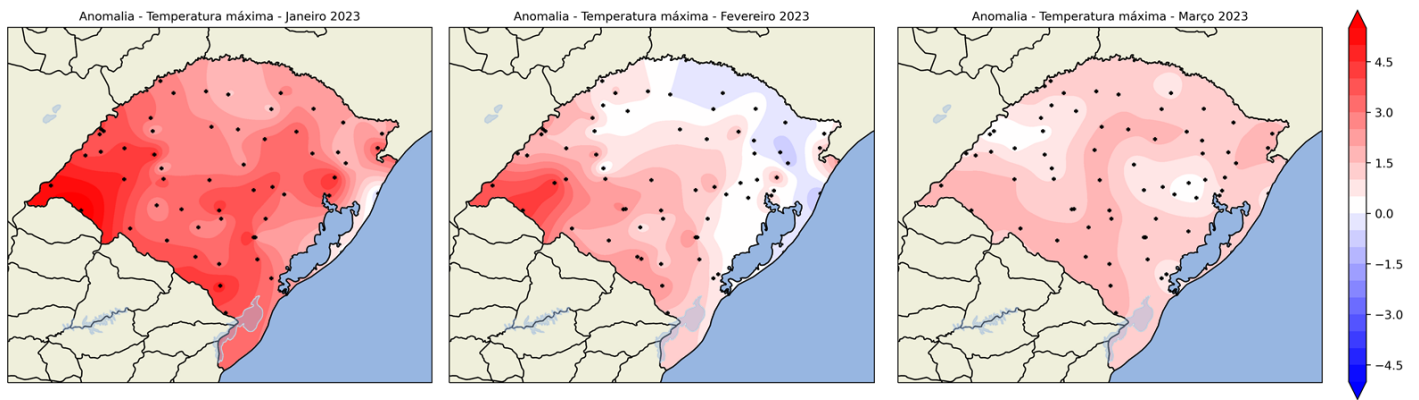 Anomalia - Temperatura máxima - Janeiro 2023
Anomalia - Temperatura máxima - Fevereiro 2023
Anomalia - Temperatura máxima - Março 2023
4.5
3.0
1.5
0.0
−1.5
−3.0
−4.5